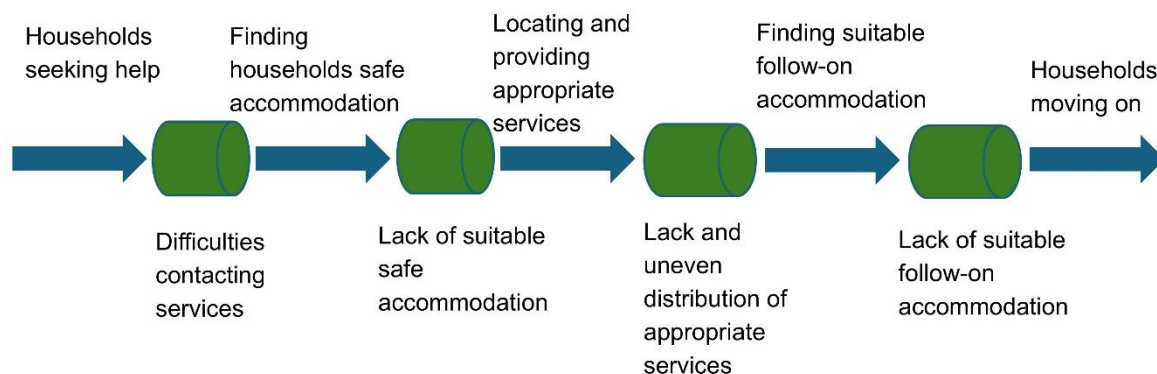 Households
seeking help
Finding
households safe
accommodation
Locating and
providing
appropriate
services
Finding suitable
follow-on
accommodation
Households
moving on
Difficulties
contacting
services
Lack of suitable
safe
accommodation
Lack and
uneven
distribution of
appropriate
services
Lack of suitable
follow-on
accommodation